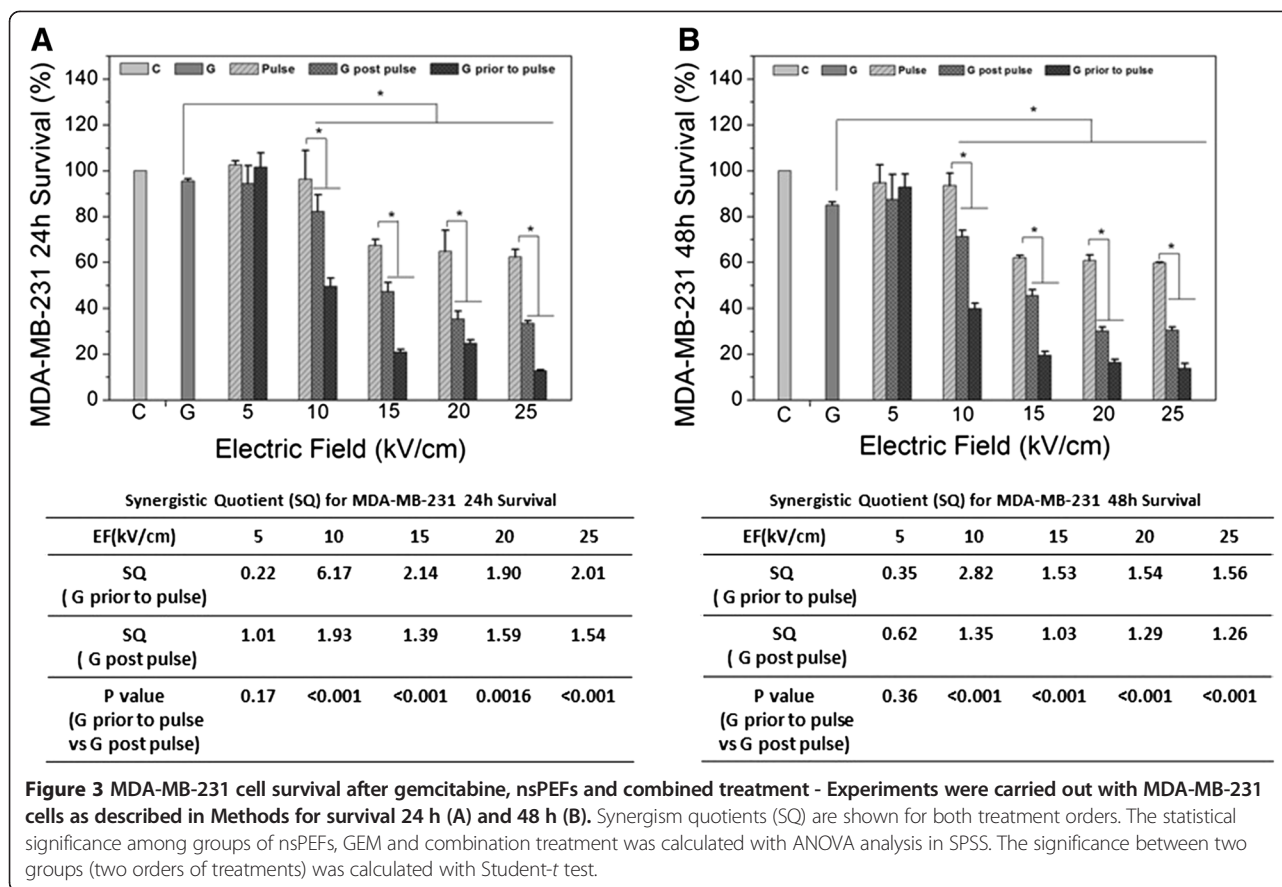 A
C G Pulse G post pulse G prior to pulse
MDA-MB-231 24h Survival (%)
140
120
100
80
60
40
20
0
*
* * * *
C G 5 10 15 20 25
Electric Field (kV/cm)
B
C G Pulse G post pulse G prior to pulse
MDA-MB-231 48h Survival (%)
140
120
100
80
60
40
20
0
*
* * * *
C G 5 10 15 20 25
Electric Field (kV/cm)
Synergistic Quotient (SQ) for MDA-MB-231 24h Survival
EF(kV/cm) 5 10 15 20 25
SQ 0.22 6.17 2.14 1.90 2.01
( G prior to pulse)
SQ 1.01 1.93 1.39 1.59 1.54
( G post pulse)
P value 0.17 <0.001 <0.001 0.0016 <0.001
(G prior to pulse
vs G post pulse)
Synergistic Quotient (SQ) for MDA-MB-231 48h Survival
EF(kV/cm) 5 10 15 20 25
SQ 0.35 2.82 1.53 1.54 1.56
( G prior to pulse)
SQ 0.62 1.35 1.03 1.29 1.26
( G post pulse)
P value 0.36 <0.001 <0.001 <0.001 <0.001
(G prior to pulse
vs G post pulse)
Figure 3 MDA-MB-231 cell survival after gemcitabine, nsPEFs and combined treatment - Experiments were carried out with MDA-MB-231
cells as described in Methods for survival 24 h (A) and 48 h (B). Synergism quotients (SQ) are shown for both treatment orders. The statistical
significance among groups of nsPEFs, GEM and combination treatment was calculated with ANOVA analysis in SPSS. The significance between two
groups (two orders of treatments) was calculated with Student-t test.